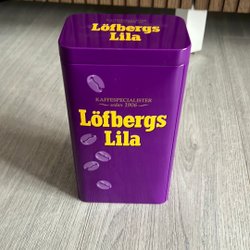 Löfbergs
Lila
KAFFESPECIALISTER
sedan 1906
Löfbergs
Lila